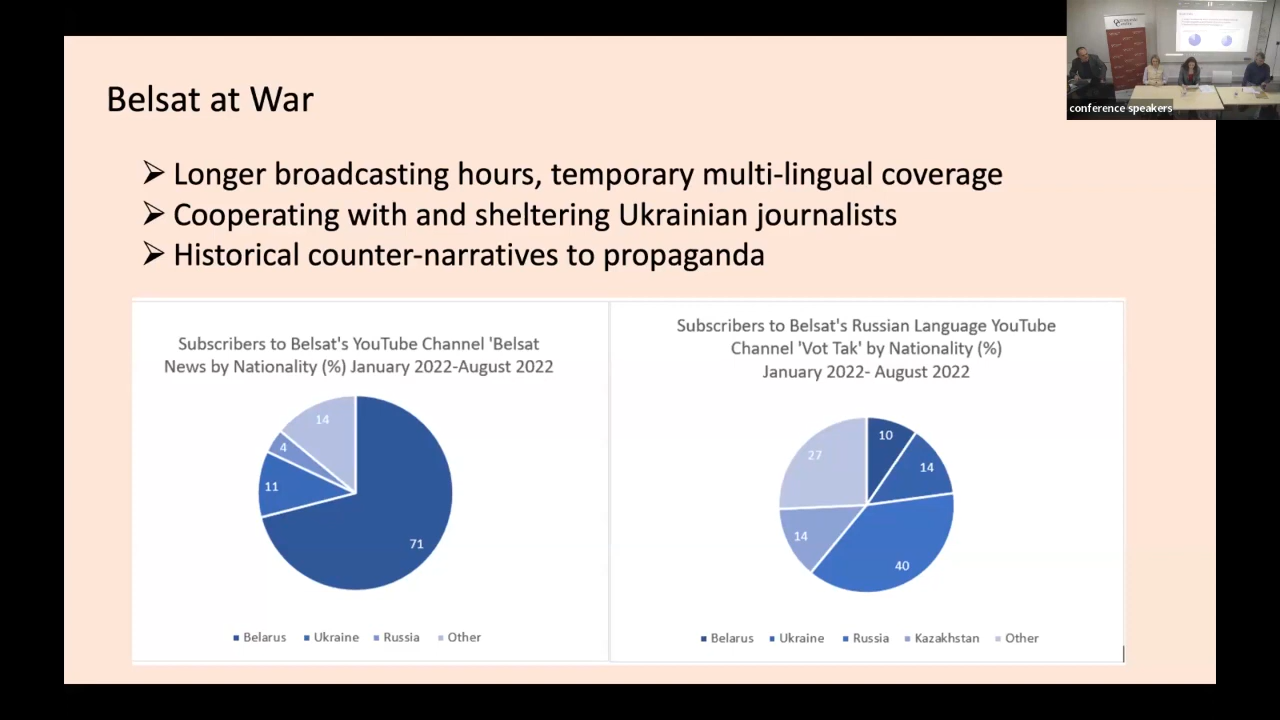 Belsat at War
conference speakers
➢ Longer broadcasting hours, temporary multi-lingual coverage
➢ Cooperating with and sheltering Ukrainian journalists
➢ Historical counter-narratives to propaganda
Subscribers to Belsat's YouTube Channel 'Belsat
News by Nationality (%) January 2022-August 2022
14
4
11
71
Belarus Ukraine Russia Other
Subscribers to Belsat's Russian Language YouTube
Channel 'Vot Tak' by Nationality (%)
January 2022- August 2022
10
27
14
14
40
Belarus Ukraine Russia Kazakhstan Other